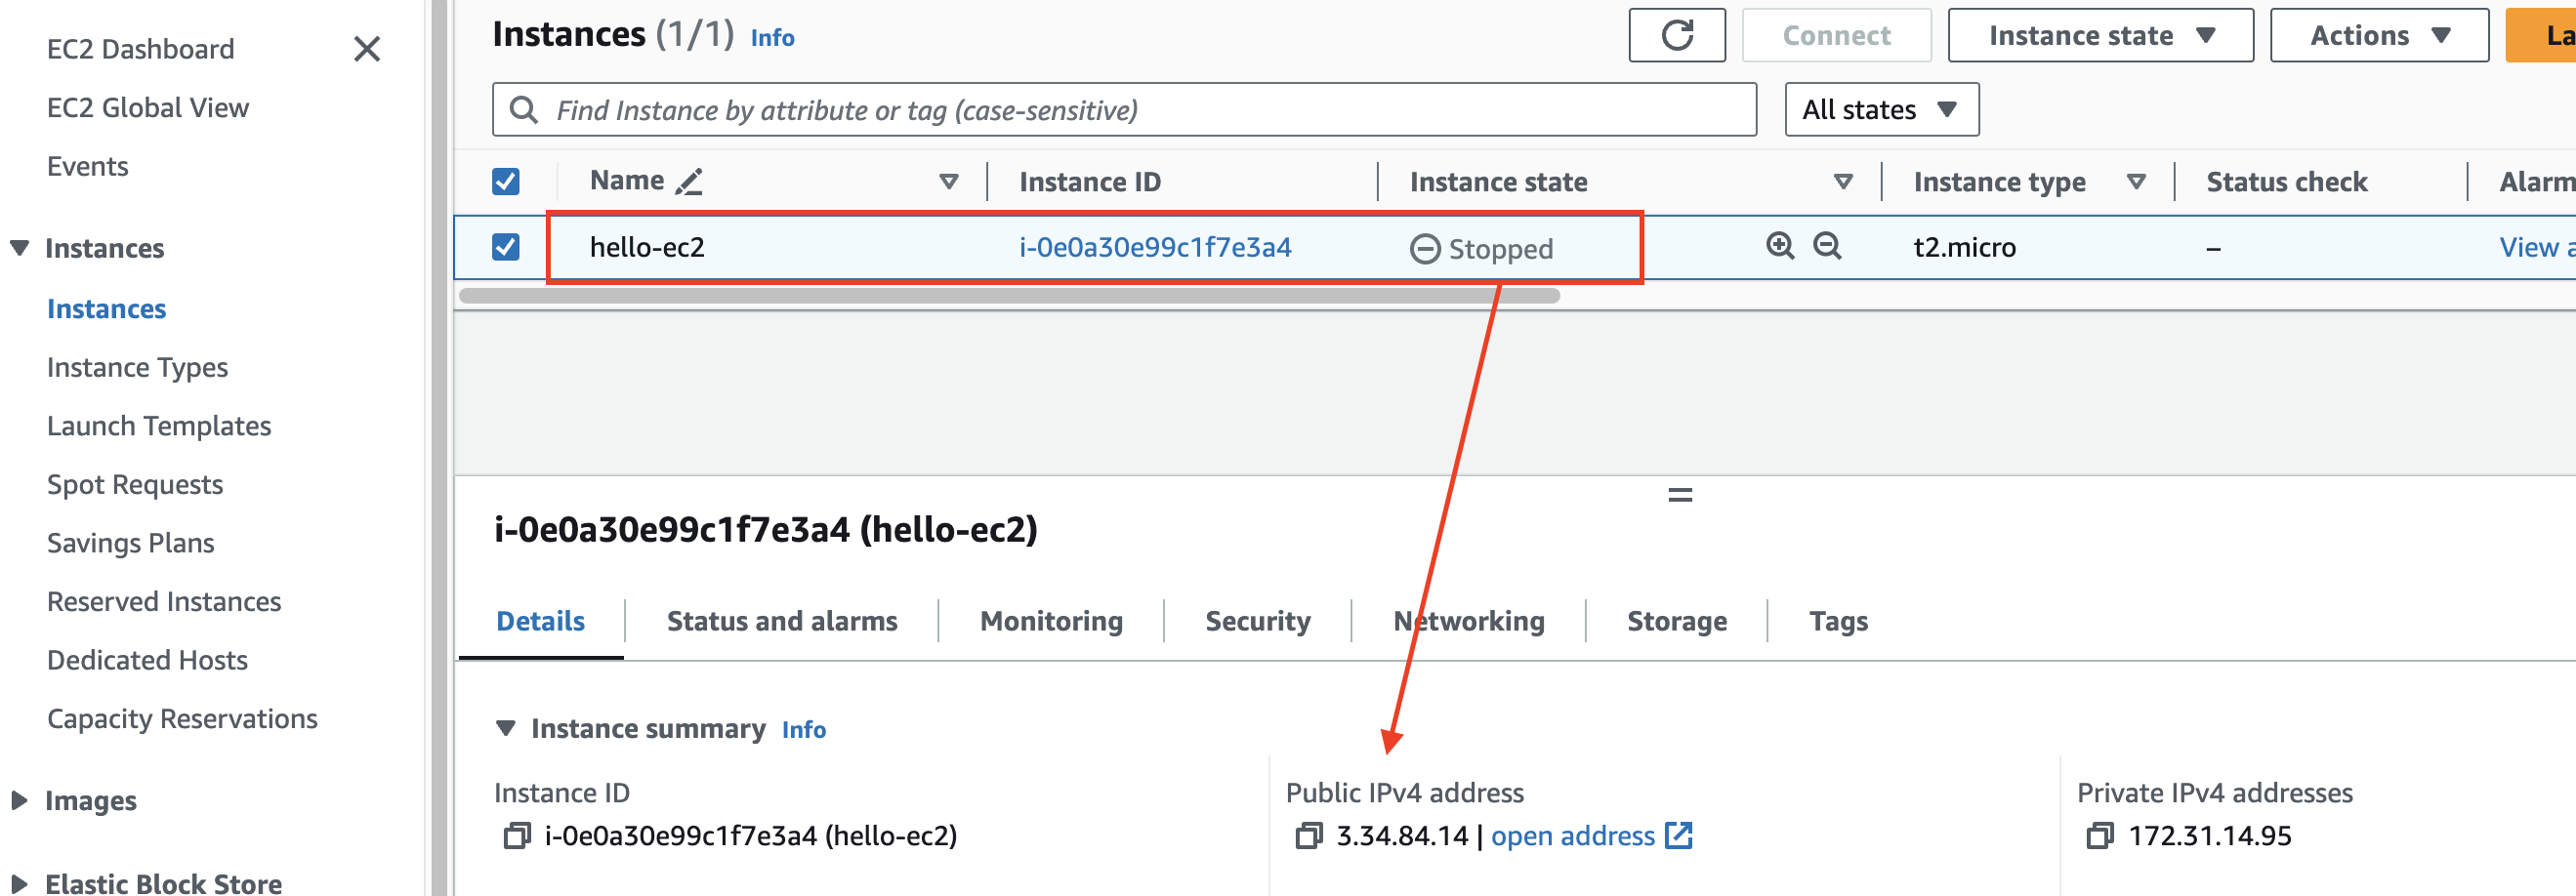 EC2 Dashboard
EC2 Global View
Events
Instances
Instances
Instance Types
Launch Templates
Spot Requests
Savings Plans
Reserved Instances
Dedicated Hosts
Capacity Reservations
Images
Elastic Block Store
Instances (1/1) Info
Connect
Instance state
Actions
La
Find Instance by attribute or tag (case-sensitive)
All states
Name Instance ID Instance state Instance type Status check Alarm
hello-ec2 i-0e0a30e99c1f7e3a4 Stopped t2.micro – View a
i-0e0a30e99c1f7e3a4 (hello-ec2)
Details Status and alarms Monitoring Security Networking Storage Tags
Instance summary Info
Instance ID
i-0e0a30e99c1f7e3a4 (hello-ec2)
Public IPv4 address
3.34.84.14 | open address
Private IPv4 addresses
172.31.14.95